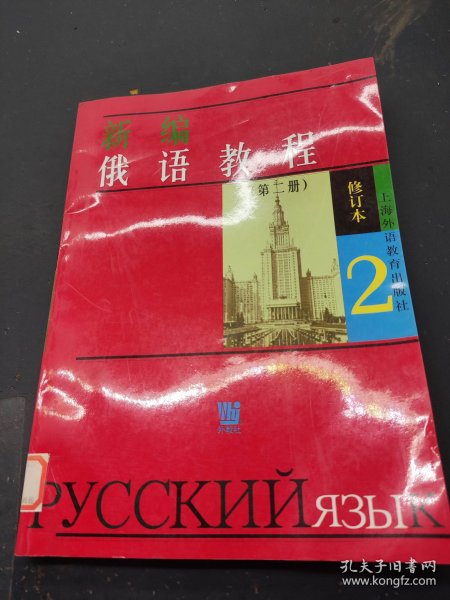 新编
俄语教程
第二册)
修订本
上海外语教育出版社
2
Whj
外教社
РУССКИЙ ЯЗЫК
孔夫子旧书网
www.kongfz.com